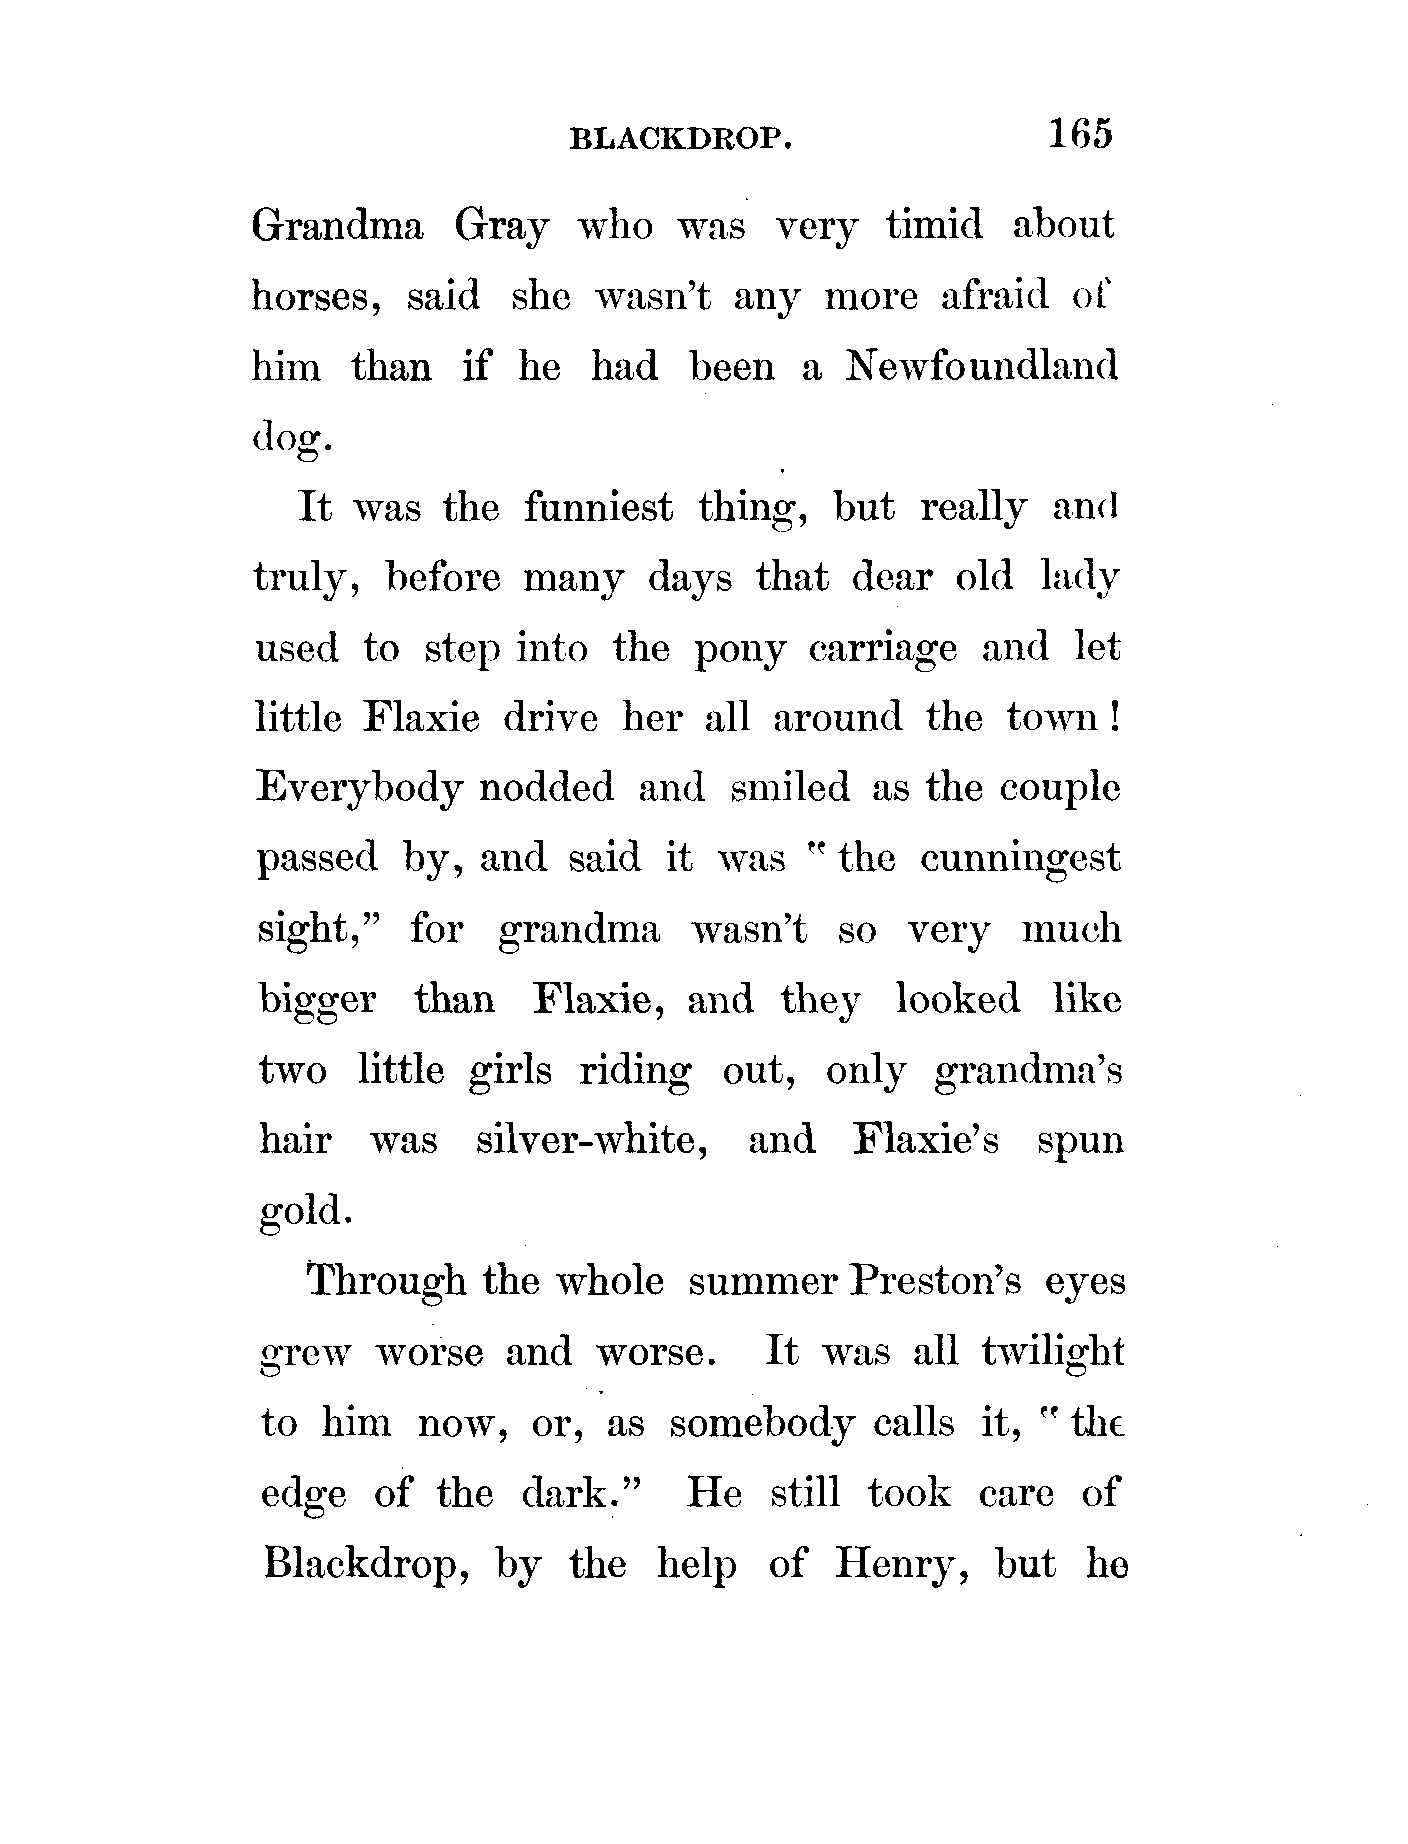 BLACKDROP. 165
Grandma Gray who was very timid about
horses, said she wasn't any more afraid of
him than if he had been a Newfoundland
dog.
It was the funniest thing, but really and
truly, before many days that dear old lady
used to step into the pony carriage and let
little Flaxie drive her all around the town!
Everybody nodded and smiled as the couple
passed by, and said it was "the cunningest
sight," for grandma wasn't so very much
bigger than Flaxie, and they looked like
two little girls riding out, only grandma's
hair was silver-white, and Flaxie's spun
gold.
Through the whole summer Preston's eyes
grew worse and worse. It was all twilight
to him now, or, as somebody calls it, "the
edge of the dark." He still took care of
Blackdrop, by the help of Henry, but he